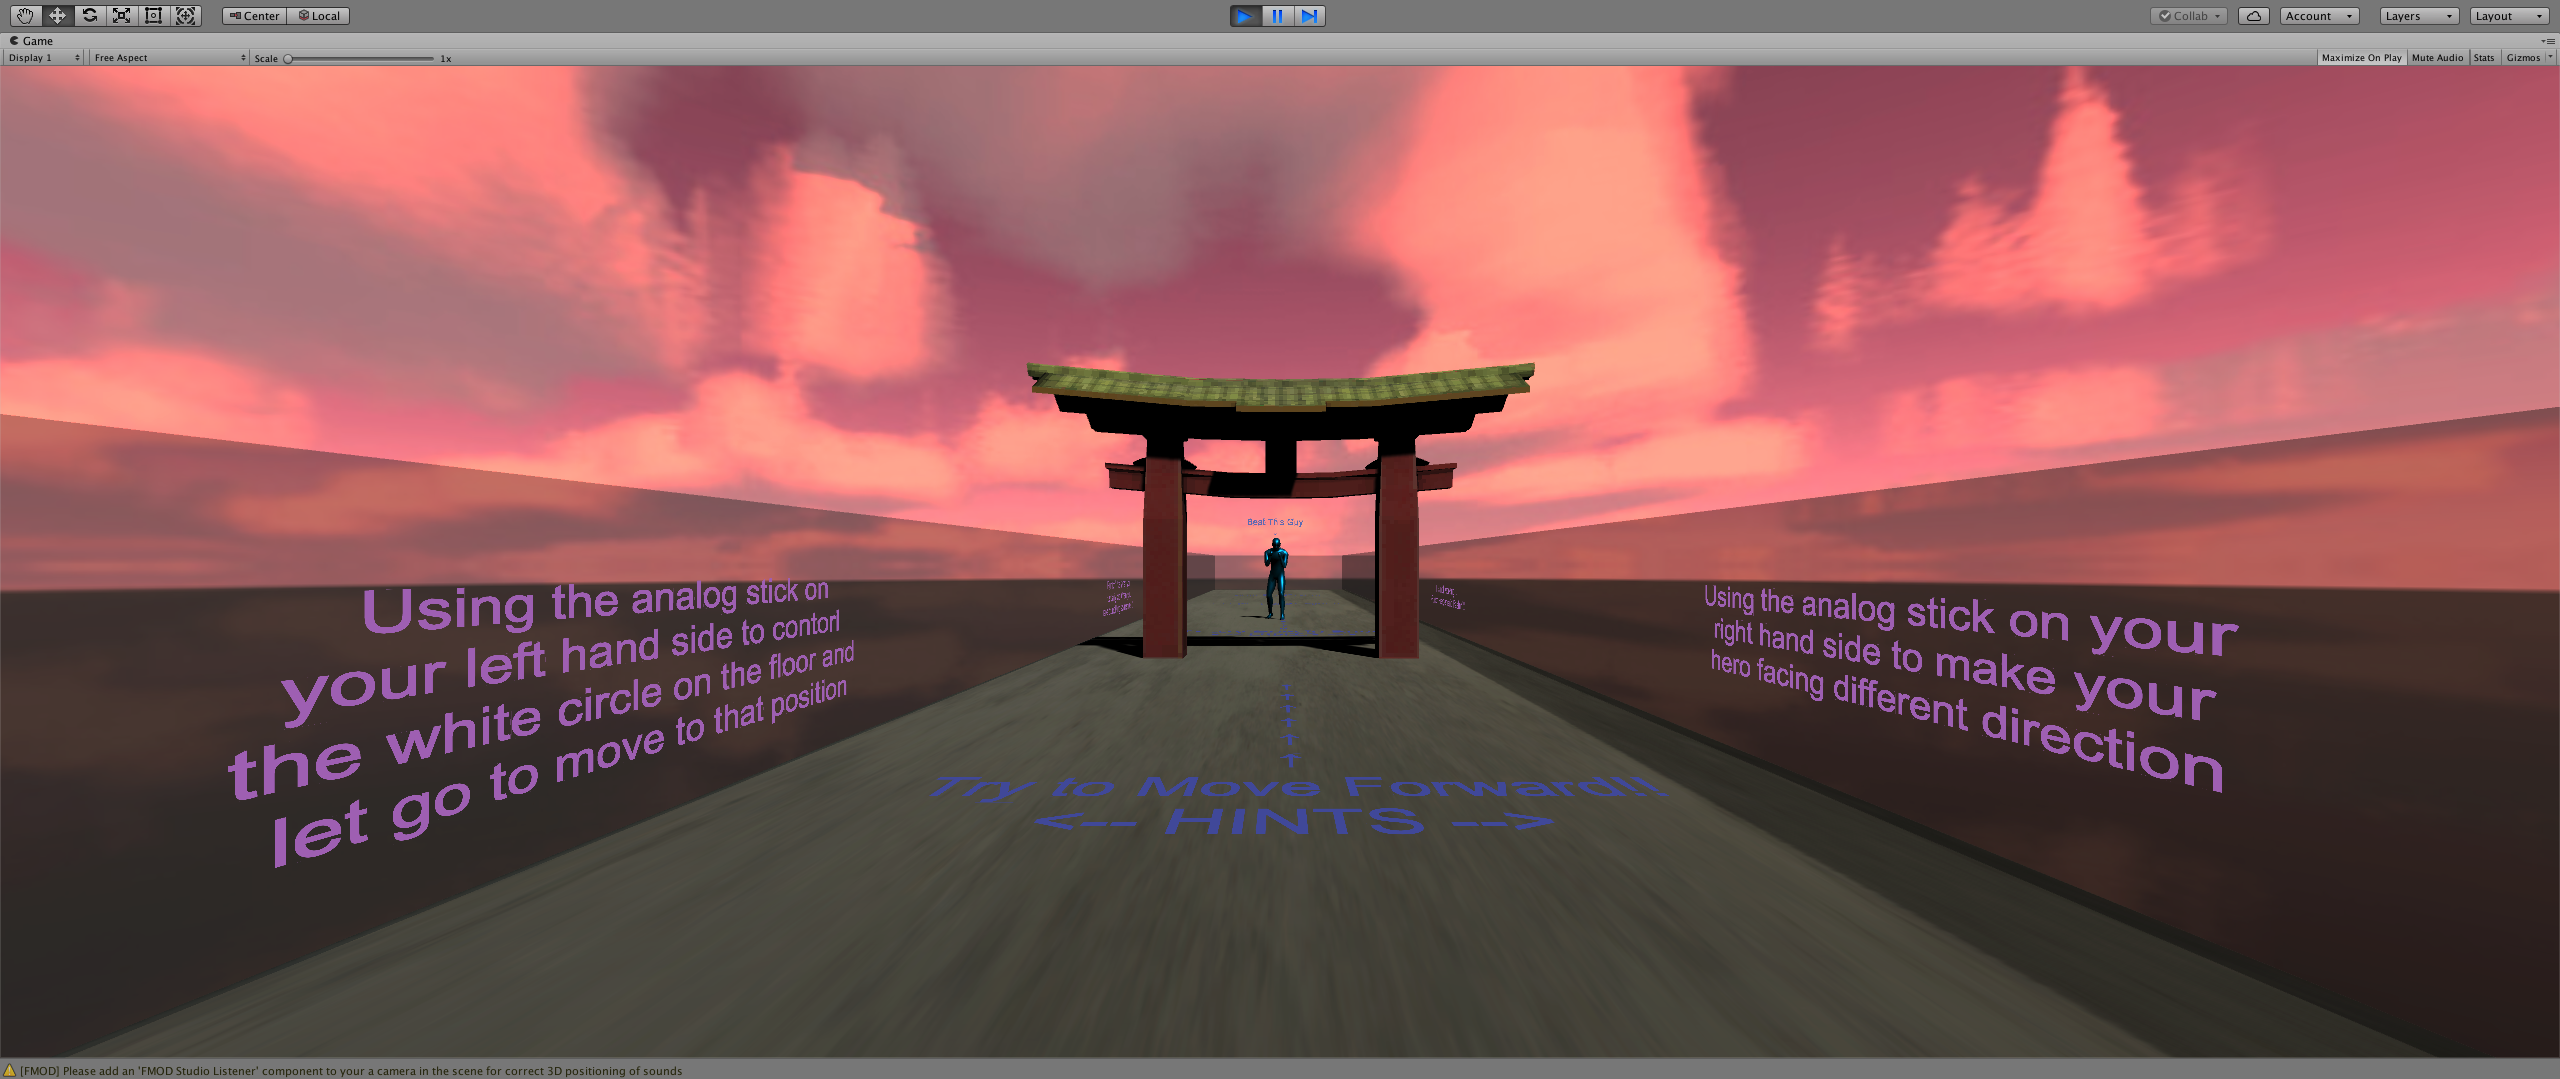 Center
Local
Collab
Account
Layers
Layout
Game
Display 1
Free Aspect
Scale
1x
Maximize On Play
Mute Audio
Stats
Gizmos
Beat This Guy
Using the analog stick on
your left hand side to contorl
the white circle on the floor and
let go to move to that position
Using the analog stick on your
right hand side to make your
hero facing different direction
Try to Move Forward!!
<-- HINTS -->
[FMOD] Please add an 'FMOD Studio Listener' component to your a camera in the scene for correct 3D positioning of sounds